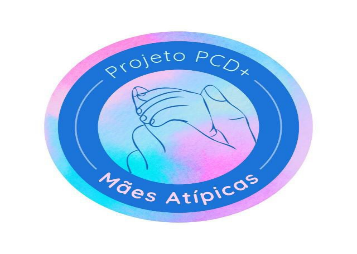 Projeto PCD+
Mães Atípicas